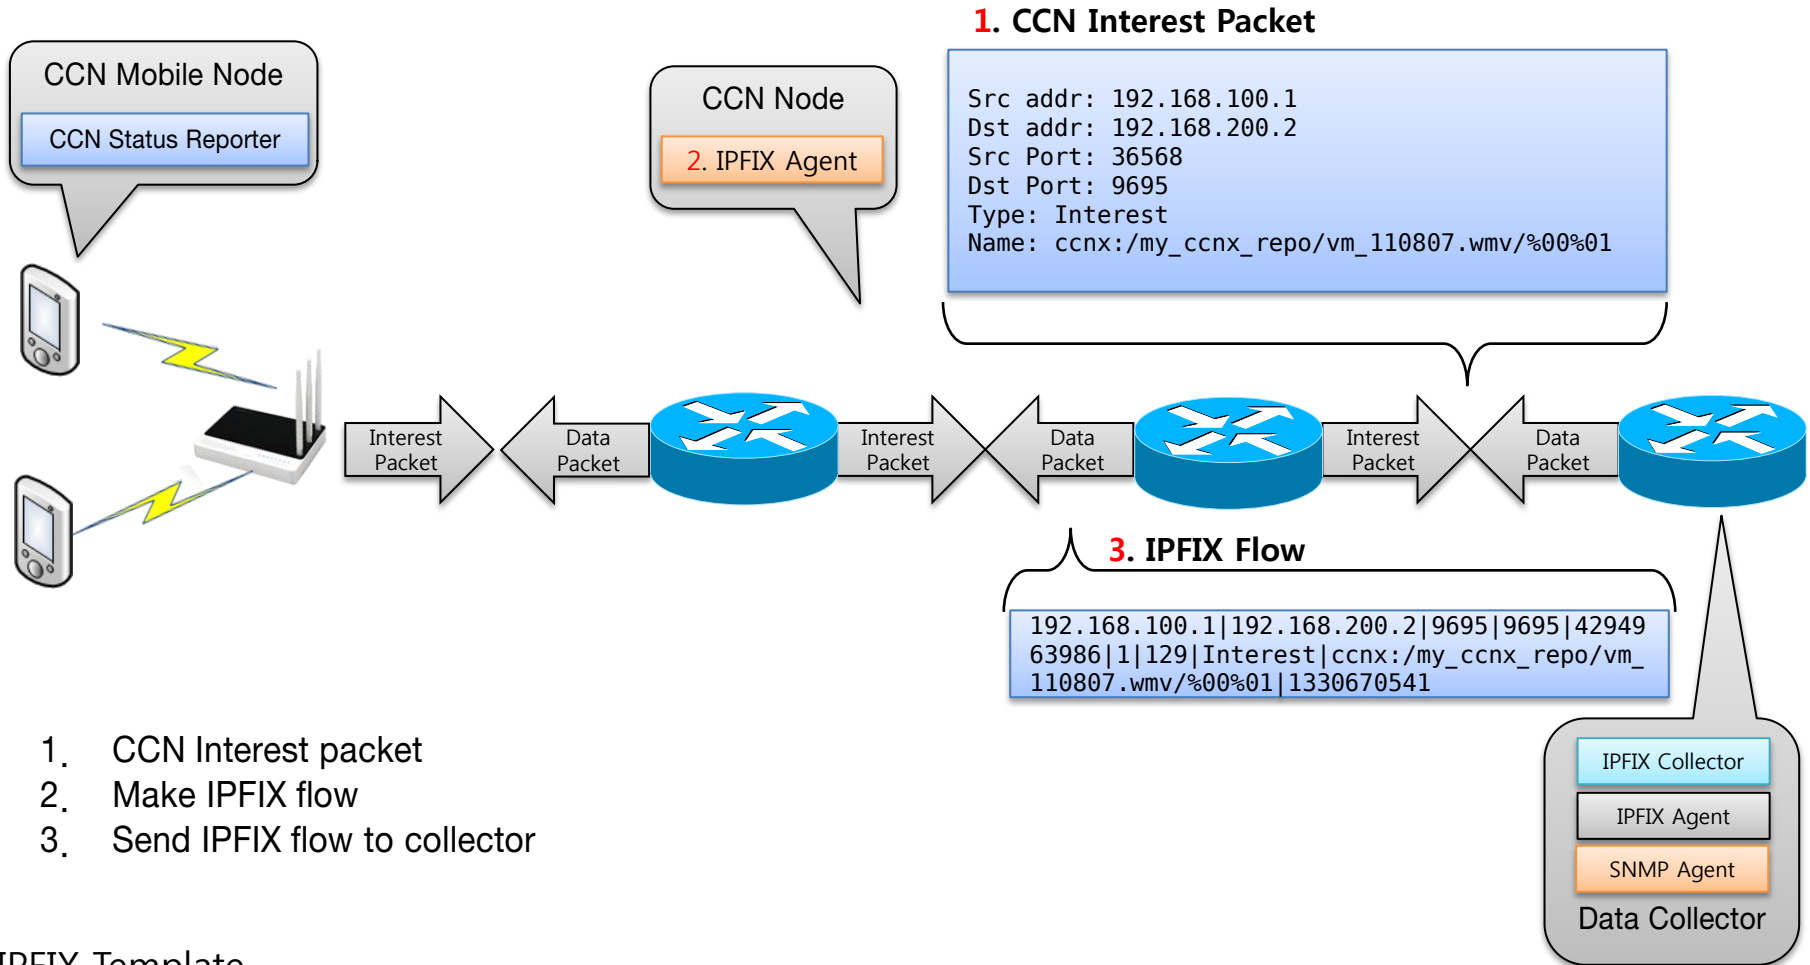 1. CCN Interest Packet
CCN Mobile Node
CCN Status Reporter
CCN Node
2. IPFIX Agent
Src addr: 192.168.100.1
Dst addr: 192.168.200.2
Src Port: 36568
Dst Port: 9695
Type: Interest
Name: ccnx:/my_ccnx_repo/vm_110807.wmv/%00%01
Interest
Packet
Data
Packet
Interest
Packet
Data
Packet
Interest
Packet
Data
Packet
3. IPFIX Flow
192.168.100.1|192.168.200.2|9695|9695|42949
63986|1|129|Interest|ccnx:/my_ccnx_repo/vm_
110807.wmv/%00%01|1330670541
1. CCN Interest packet
2. Make IPFIX flow
3. Send IPFIX flow to collector
IPFIX Collector
IPFIX Agent
SNMP Agent
Data Collector
IPFIX Template